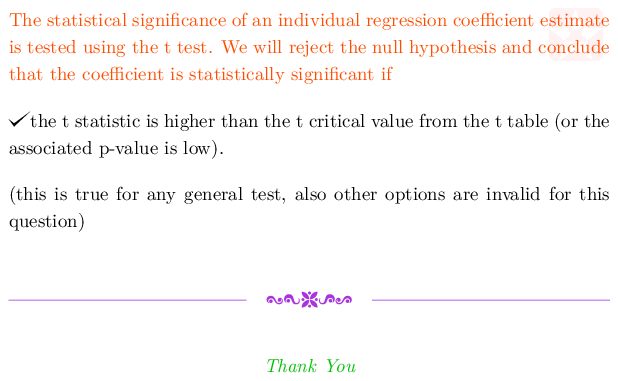 The statistical significance of an individual regression coefficient estimate
is tested using the t test. We will reject the null hypothesis and conclude
that the coefficient is statistically significant if
✓the t statistic is higher than the t critical value from the t table (or the
associated p-value is low).
(this is true for any general test, also other options are invalid for this
question)
Thank You